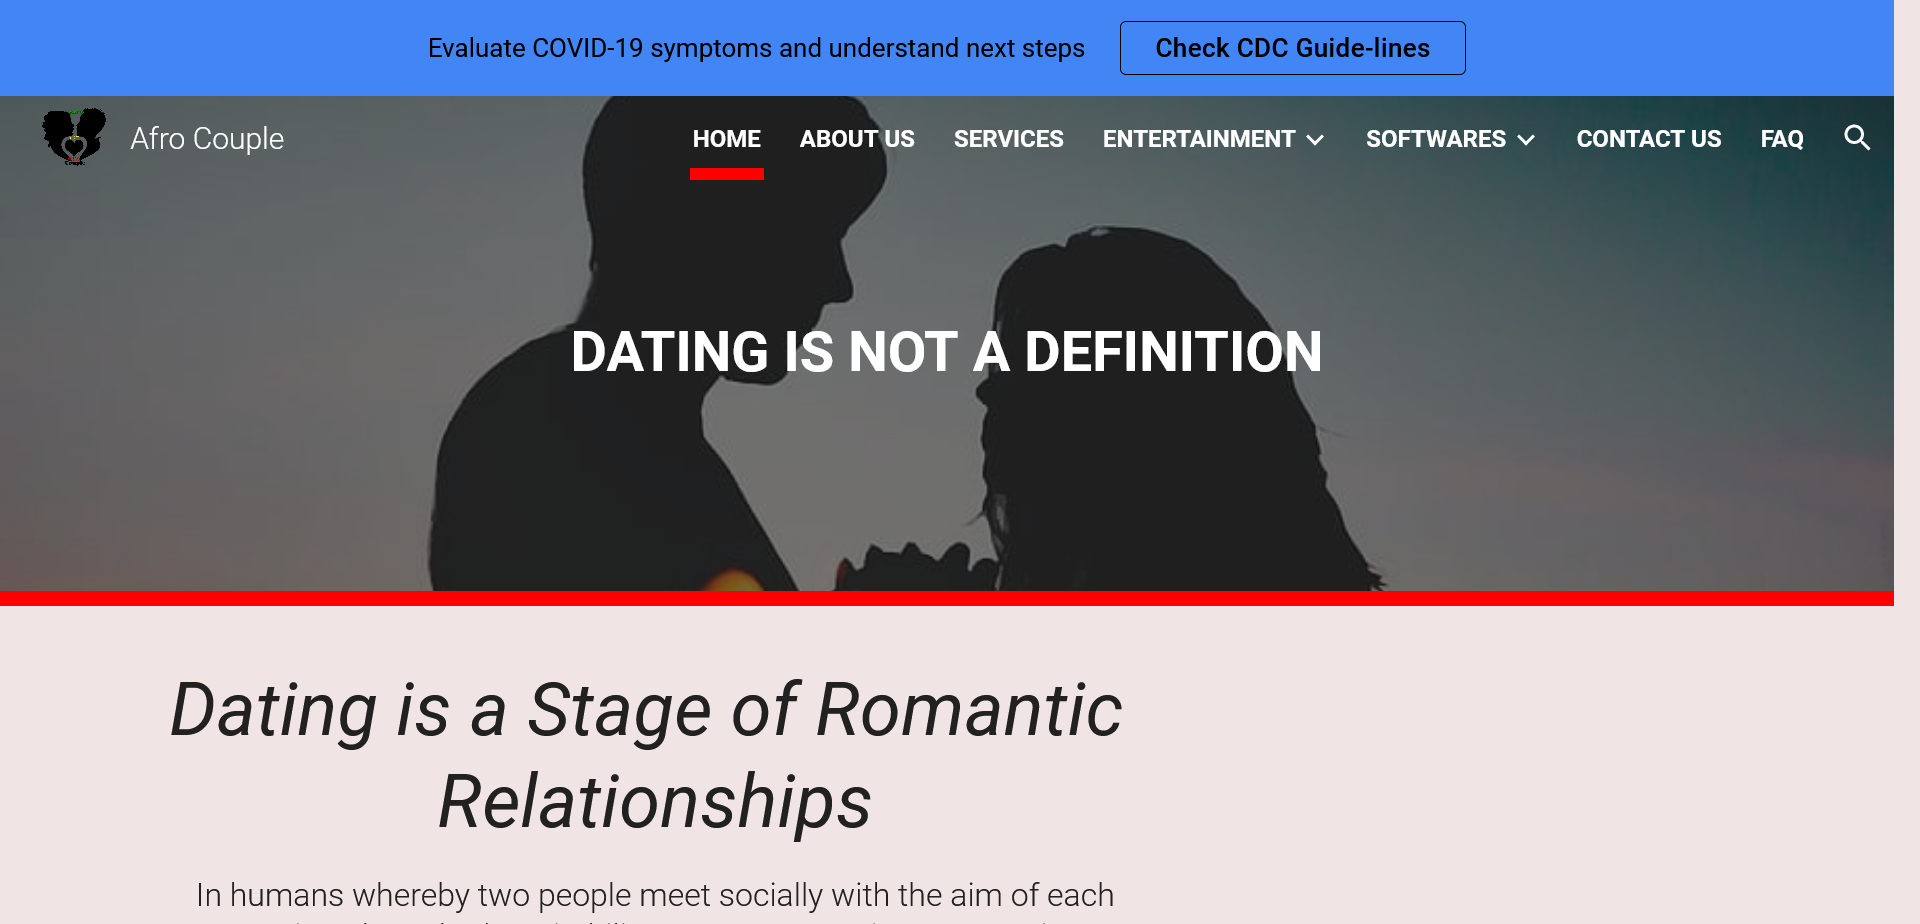 Evaluate COVID-19 symptoms and understand next steps
Check CDC Guide-lines
Afro Couple
HOME
ABOUT US
SERVICES
ENTERTAINMENT
SOFTWARES
CONTACT US
FAQ
DATING IS NOT A DEFINITION
Dating is a Stage of Romantic
Relationships
In humans whereby two people meet socially with the aim of each